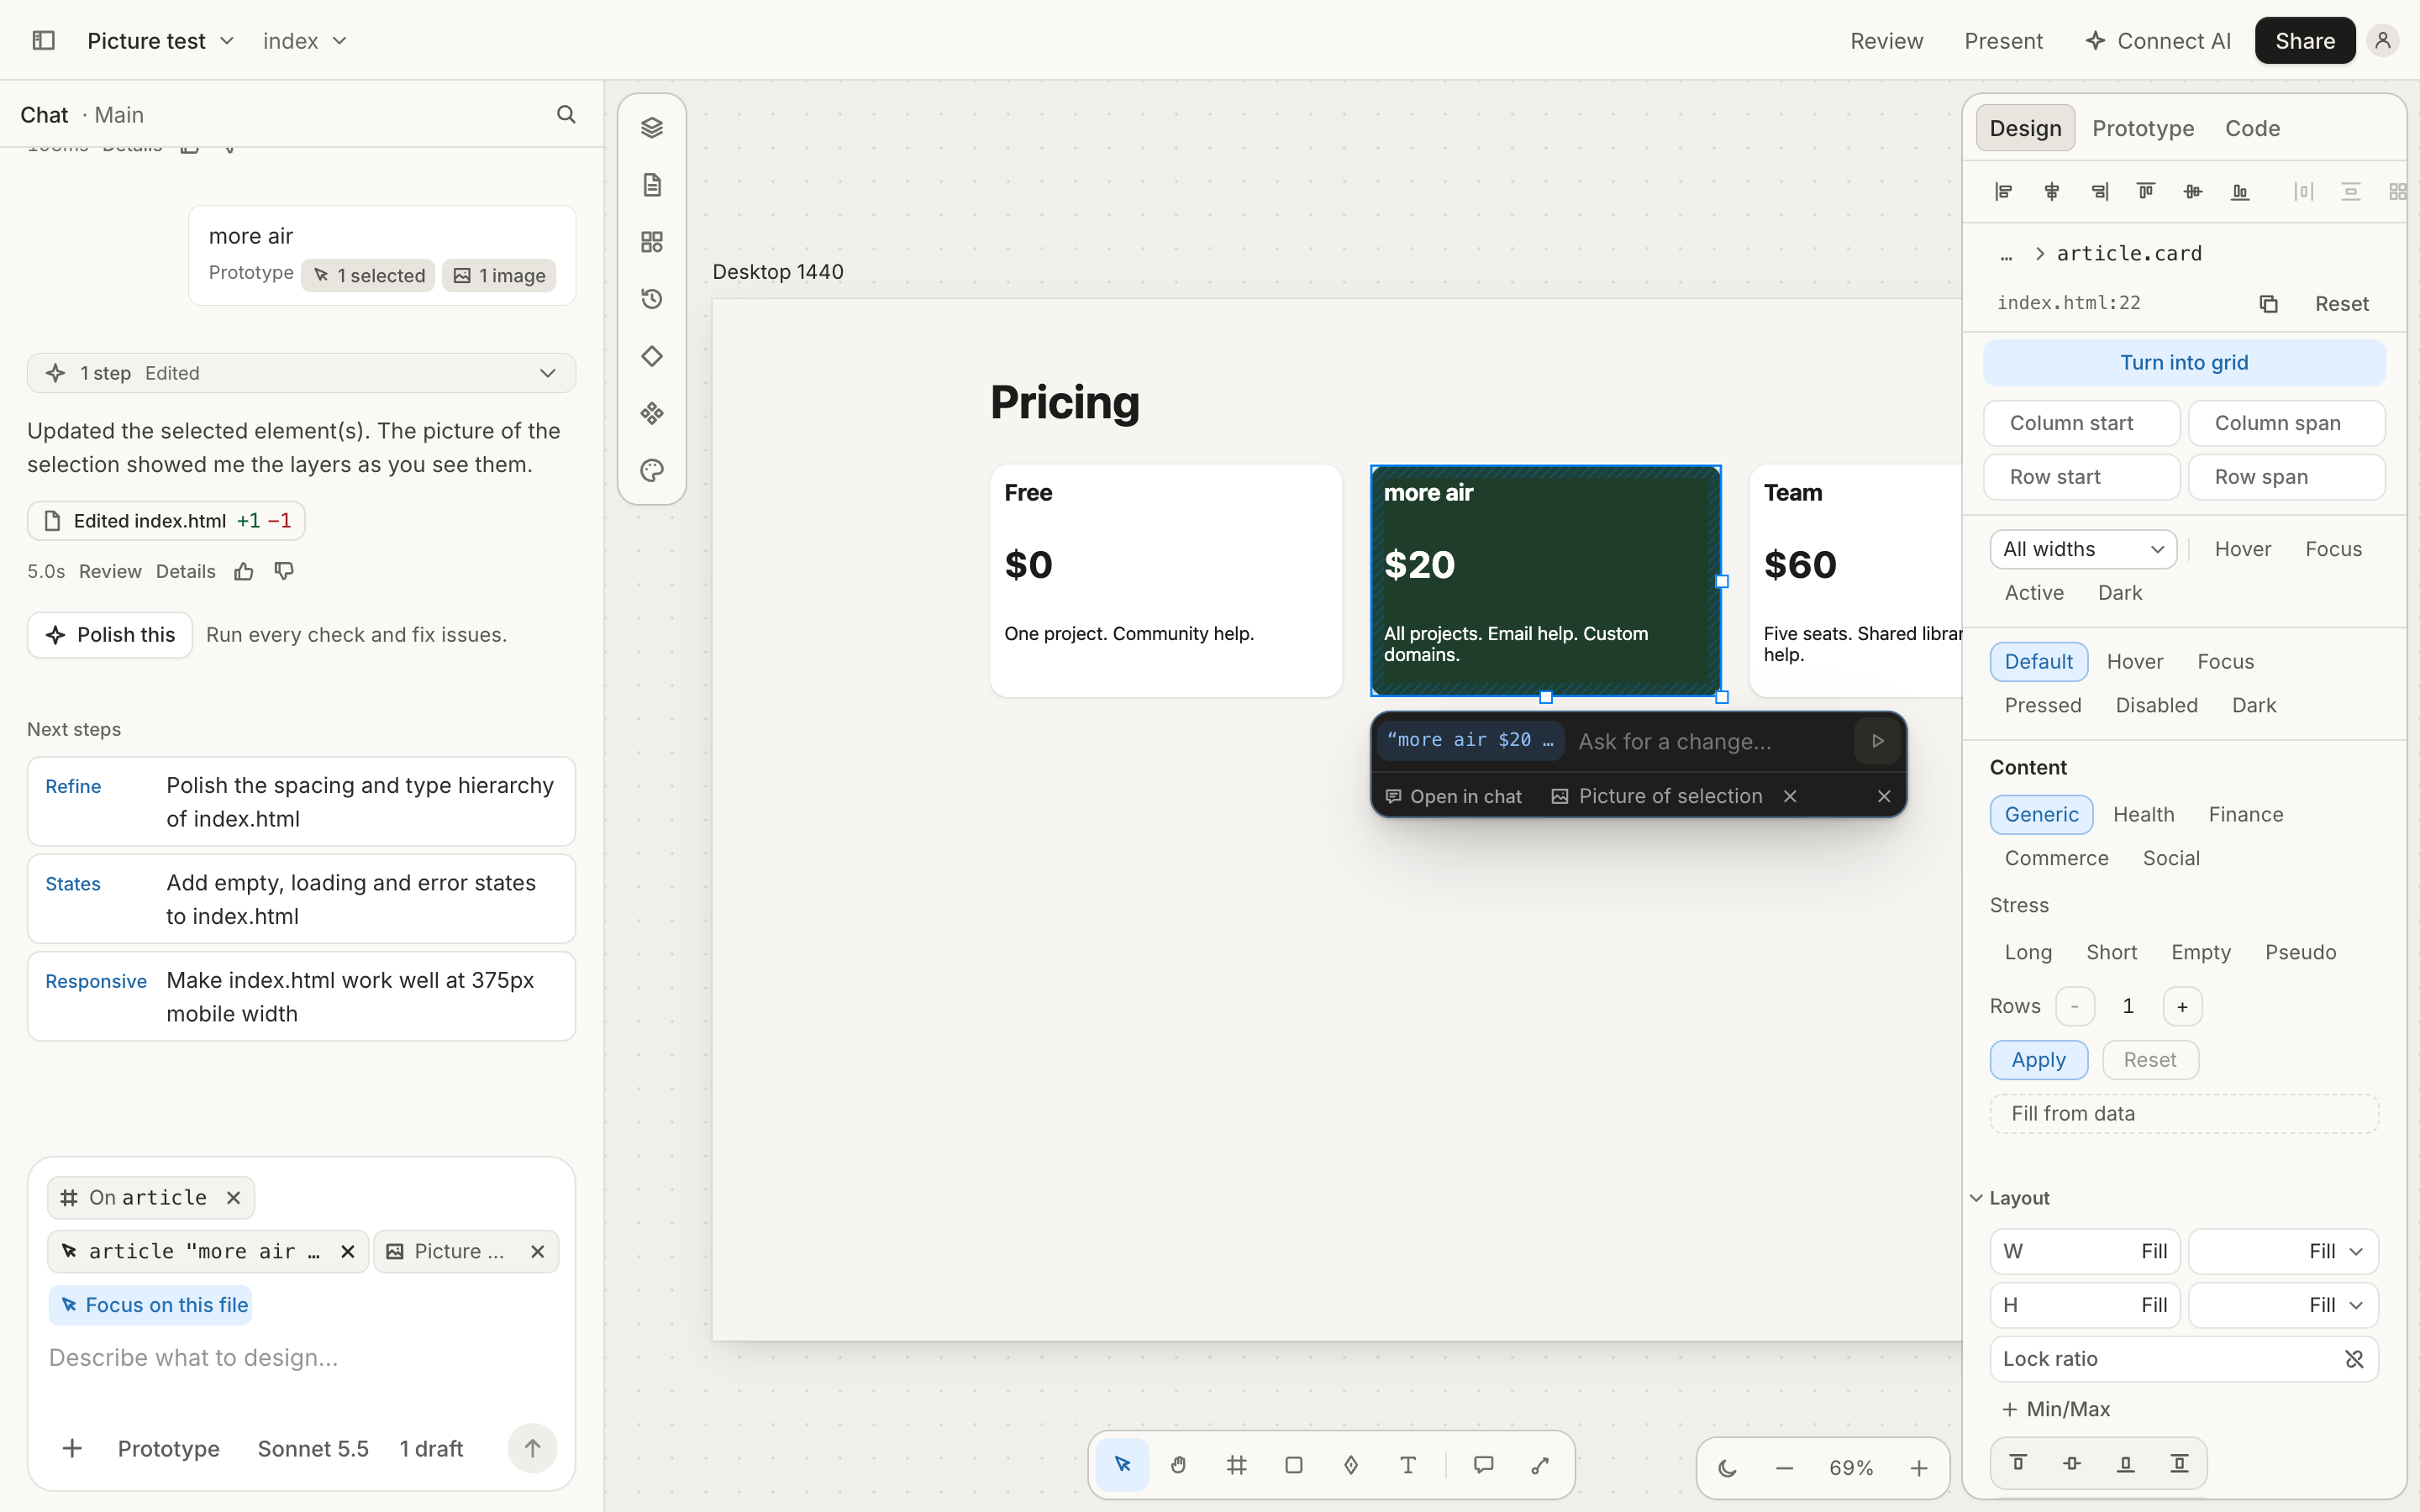 Picture test
index
Review
Present
Connect AI
Share
Chat · Main
Details
more air
Prototype
1 selected
1 image
1 step Edited
Updated the selected element(s). The picture of the
selection showed me the layers as you see them.
Edited index.html +1 −1
5.0s Review Details
Polish this
Run every check and fix issues.
Next steps
Refine
Polish the spacing and type hierarchy
of index.html
States
Add empty, loading and error states
to index.html
Responsive
Make index.html work well at 375px
mobile width
On article
article "more air …
Picture ...
Focus on this file
Describe what to design...
Prototype
Sonnet 5.5
1 draft
Desktop 1440
Pricing
Free
$0
One project. Community help.
more air
$20
All projects. Email help. Custom
domains.
Team
$60
Five seats. Shared librar
help.
“more air $20 …
Ask for a change...
Open in chat
Picture of selection
69%
Design
Prototype
Code
… > article.card
index.html:22
Reset
Turn into grid
Column start
Column span
Row start
Row span
All widths
Hover
Focus
Active
Dark
Default
Hover
Focus
Pressed
Disabled
Dark
Content
Generic
Health
Finance
Commerce
Social
Stress
Long
Short
Empty
Pseudo
Rows - 1 +
Apply
Reset
Fill from data
Layout
W Fill
Fill
H Fill
Fill
Lock ratio
+ Min/Max